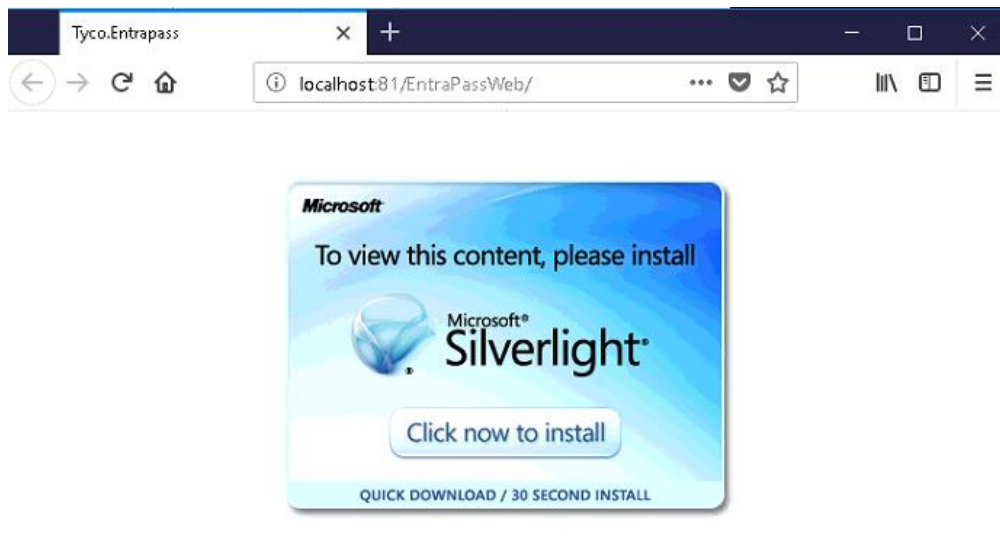 Tyco.Entrapass
localhost:81/EntraPassWeb/
Microsoft
To view this content, please install
Microsoft®
Silverlight®
Click now to install
QUICK DOWNLOAD / 30 SECOND INSTALL